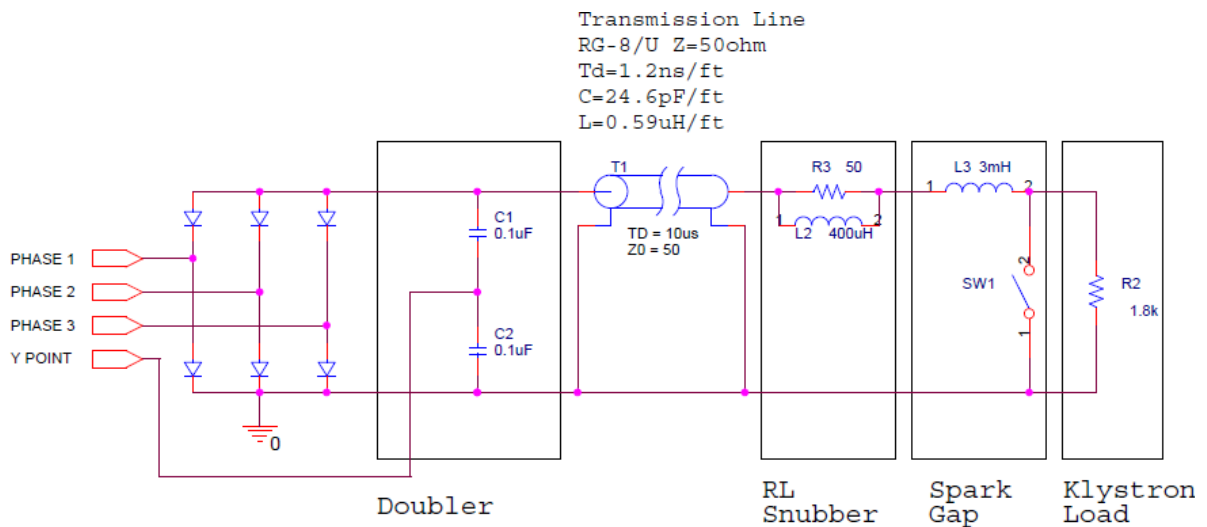 Transmission Line
RG-8/U Z=50ohm
Td=1.2ns/ft
C=24.6pF/ft
L=0.59uH/ft
T1
R3 50
L3 3mH
1
2
1
2
L2 400uH
C1
0.1uF
TD = 10us
Z0 = 50
PHASE 1
PHASE 2
PHASE 3
Y POINT
2
SW1
1
R2
1.8k
C2
0.1uF
0
Doubler
RL
Snubber
Spark
Gap
Klystron
Load